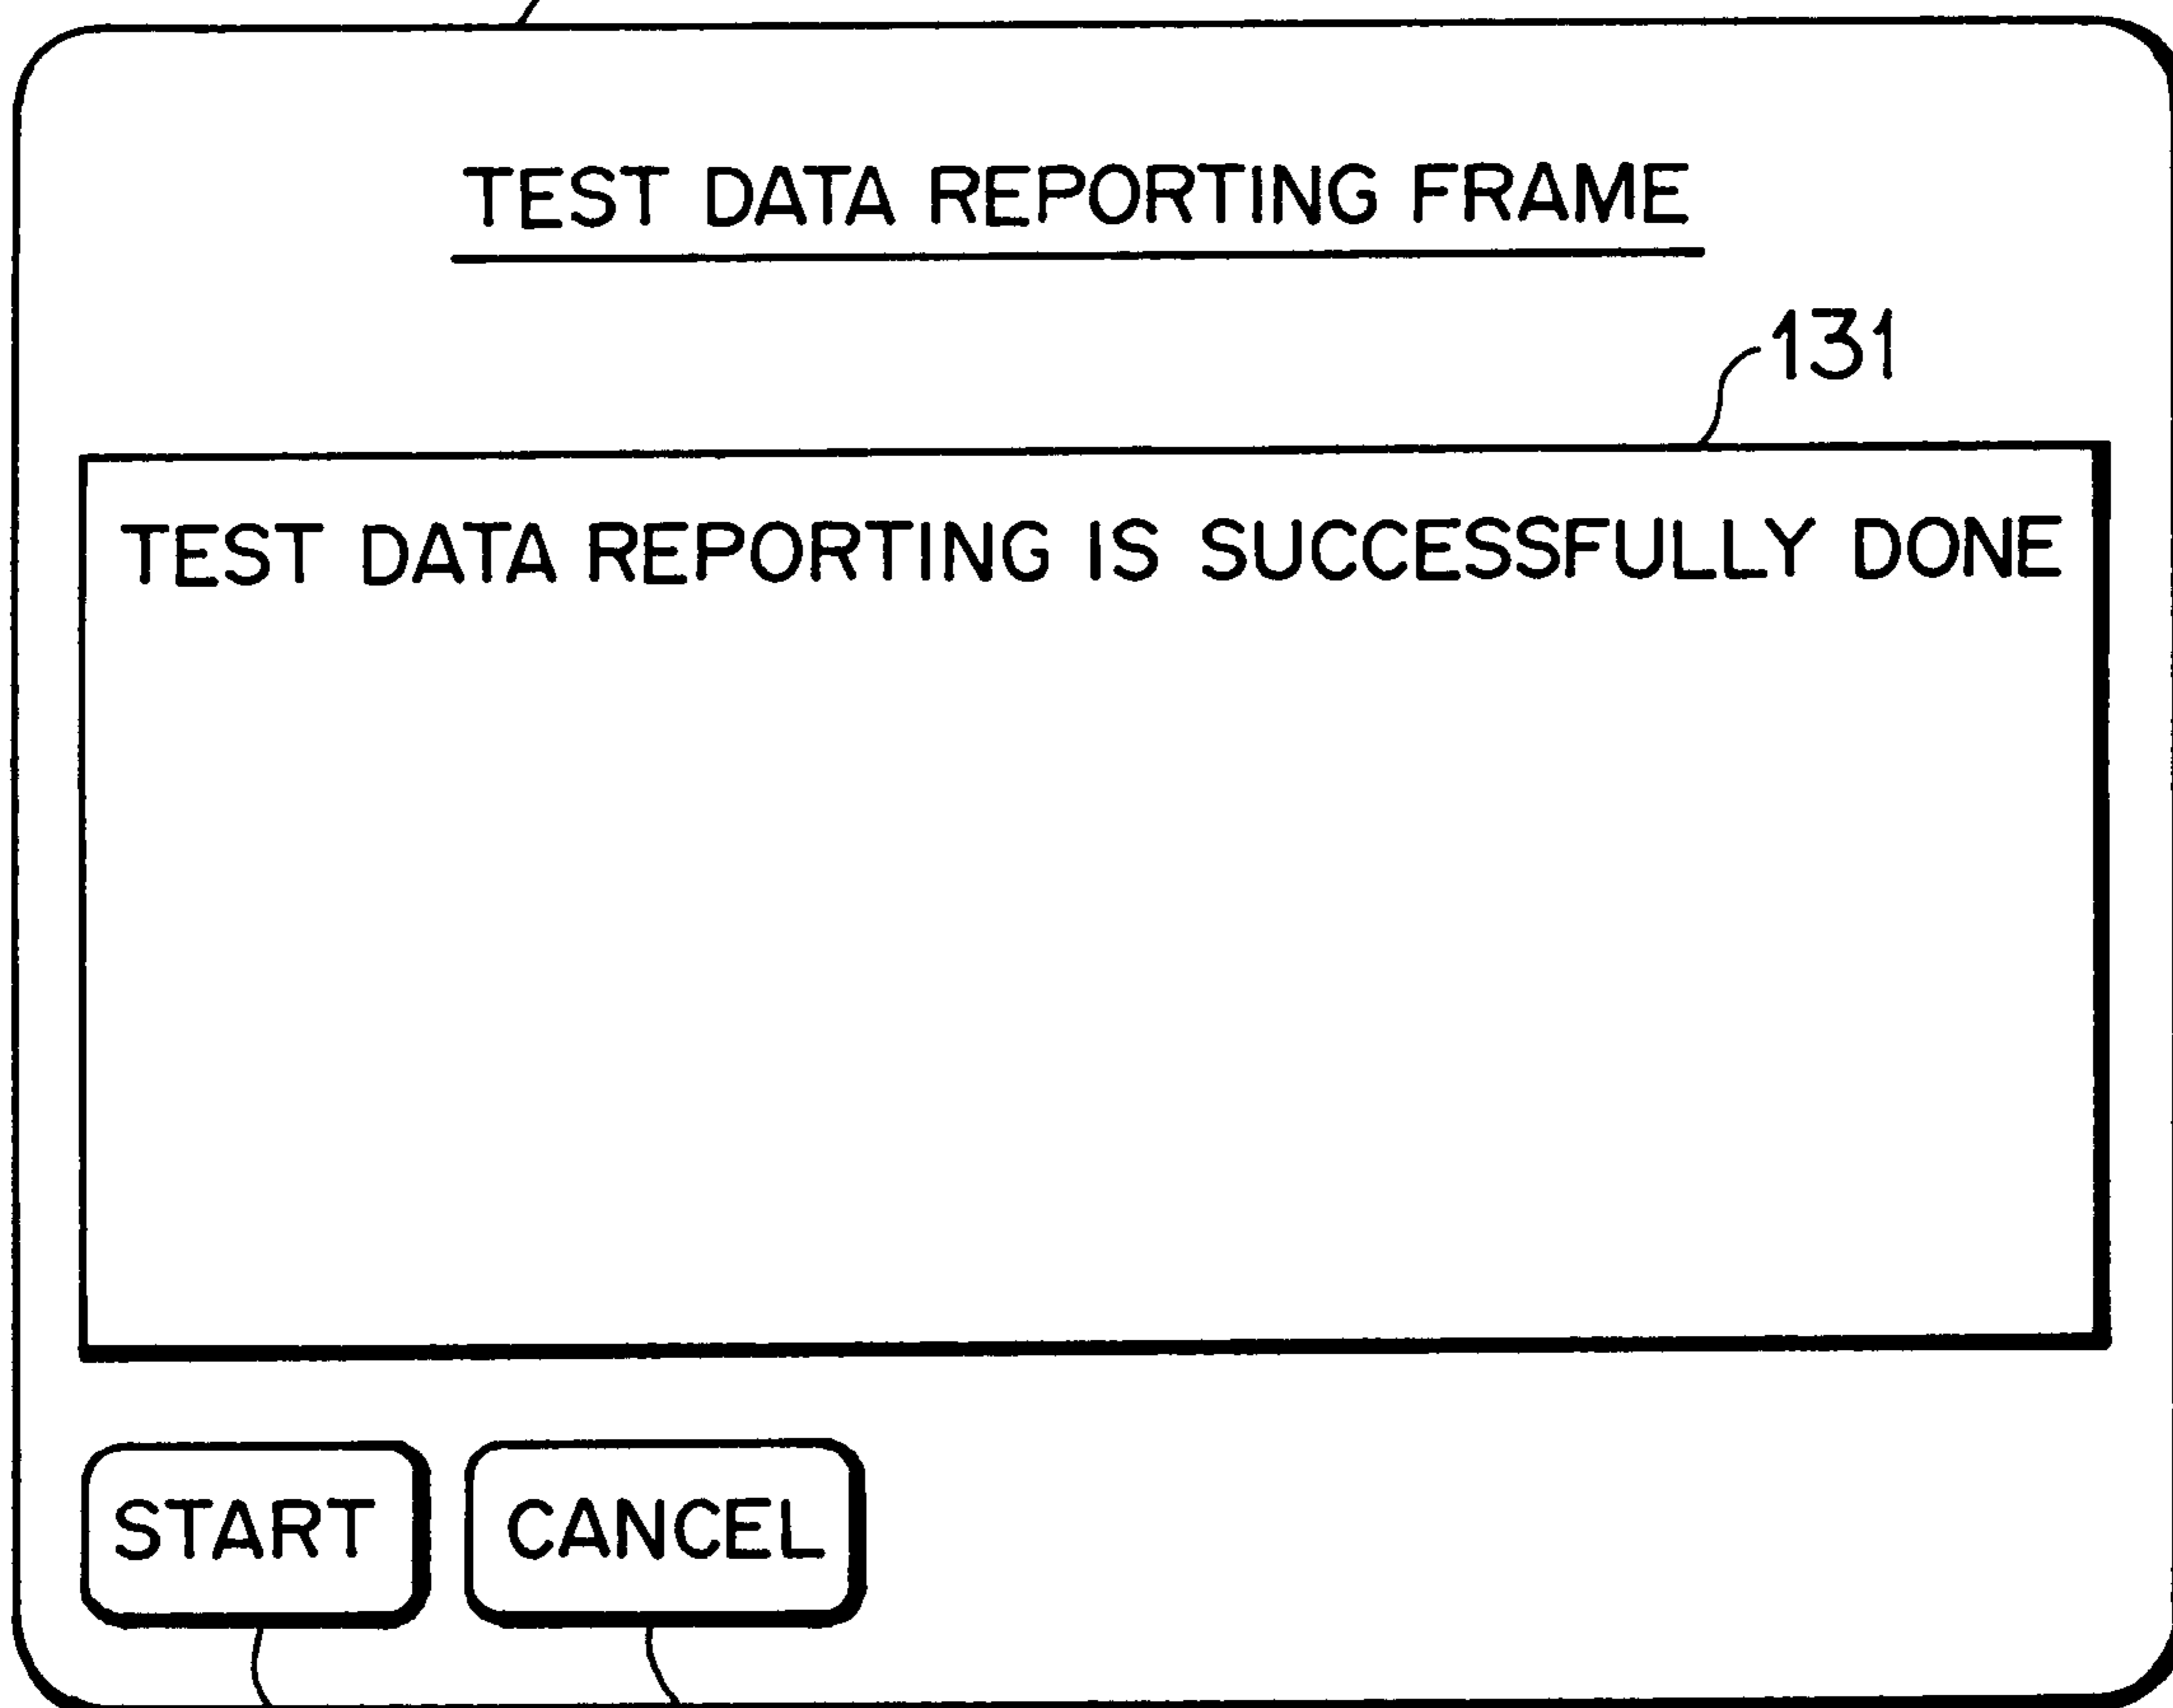 TEST DATA REPORTING FRAME
131
TEST DATA REPORTING IS SUCCESSFULLY DONE
START
CANCEL